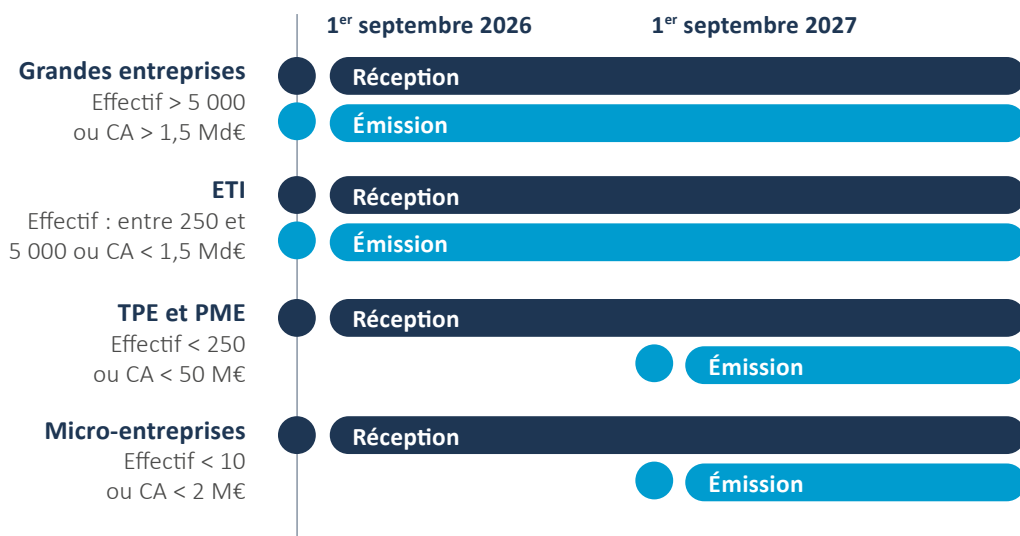 1er septembre 2026
1er septembre 2027
Grandes entreprises
Effectif > 5 000
ou CA > 1,5 Md€
Réception
Émission
ETI
Effectif : entre 250 et
5 000 ou CA < 1,5 Md€
Réception
Émission
TPE et PME
Effectif < 250
ou CA < 50 M€
Réception
Émission
Micro-entreprises
Effectif < 10
ou CA < 2 M€
Réception
Émission